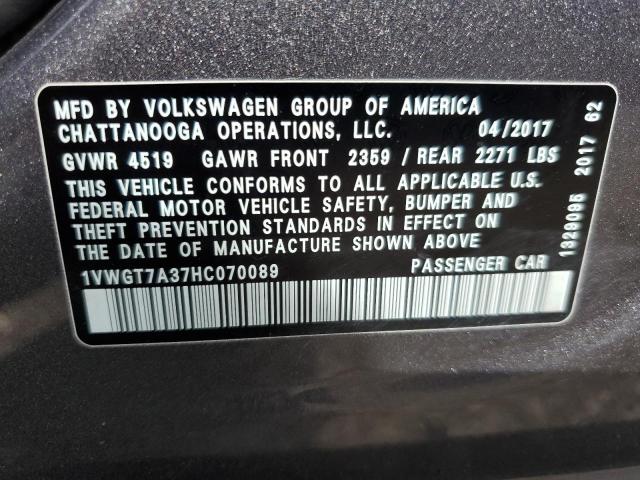 MFD BY VOLKSWAGEN GROUP OF AMERICA
CHATTANOOGA OPERATIONS, LLC. 04/2017
GVWR 4519 GAWR FRONT 2359 / REAR 2271 LBS
THIS VEHICLE CONFORMS TO ALL APPLICABLE U.S.
FEDERAL MOTOR VEHICLE SAFETY, BUMPER AND
THEFT PREVENTION STANDARDS IN EFFECT ON
THE DATE OF MANUFACTURE SHOWN ABOVE
1VWGT7A37HC070089 PASSENGER CAR
1329095 2017 62